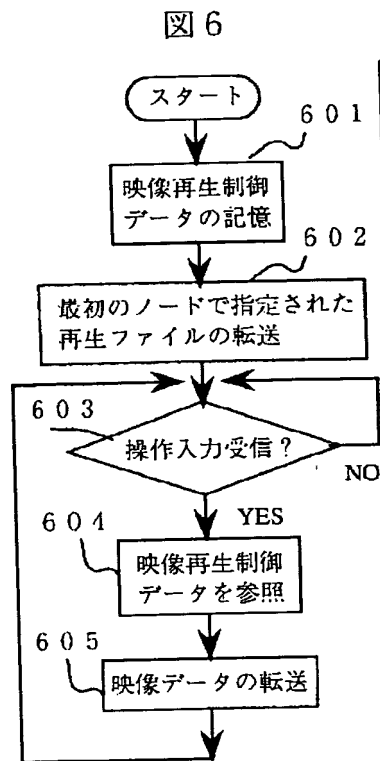 図6
スタート
601
映像再生制御
データの記憶
602
最初のノードで指定された
再生ファイルの転送
603
操作入力受信?
NO
YES
604
映像再生制御
データを参照
605
映像データの転送